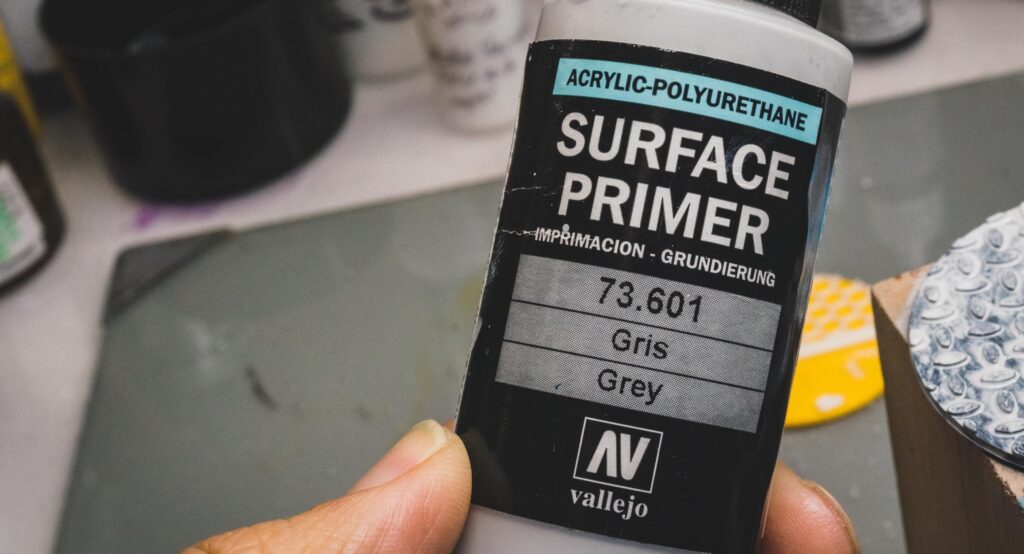 ACRYLIC-POLYURETHANE
SURFACE
PRIMER
IMPRIMACION - GRUNDIERUNG
73.601
Gris
Grey
AV
vallejo